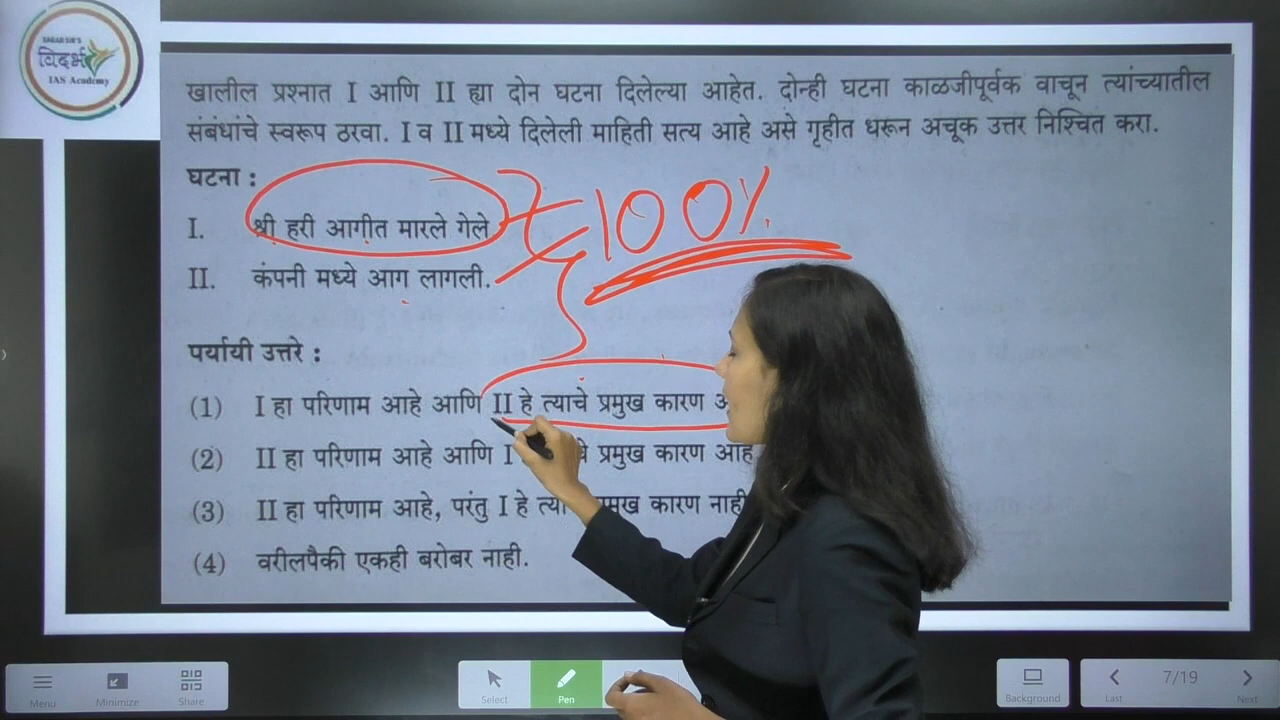 SAGAR SIR'S
विदर्भ
IAS Academy
खालील प्रश्नात I आणि II ह्या दोन घटना दिलेल्या आहेत. दोन्ही घटना काळजीपूर्वक वाचून त्यांच्यातील
संबंधांचे स्वरूप ठरवा. I व II मध्ये दिलेली माहिती सत्य आहे असे गृहीत धरून अचूक उत्तर निश्चित करा.
घटना :
I. श्री हरी आगीत मारले गेले
100%
II. कंपनी मध्ये आग लागली.
पर्यायी उत्तरे :
(1) I हा परिणाम आहे आणि II हे त्याचे प्रमुख कारण
(2) II हा परिणाम आहे आणि I प्रमुख कारण आहे
(3) II हा परिणाम आहे, परंतु I हे कारण नाही
(4) वरीलपैकी एकही बरोबर नाही.
Menu Minimize Share Select Pen Background Last 7/19 Next